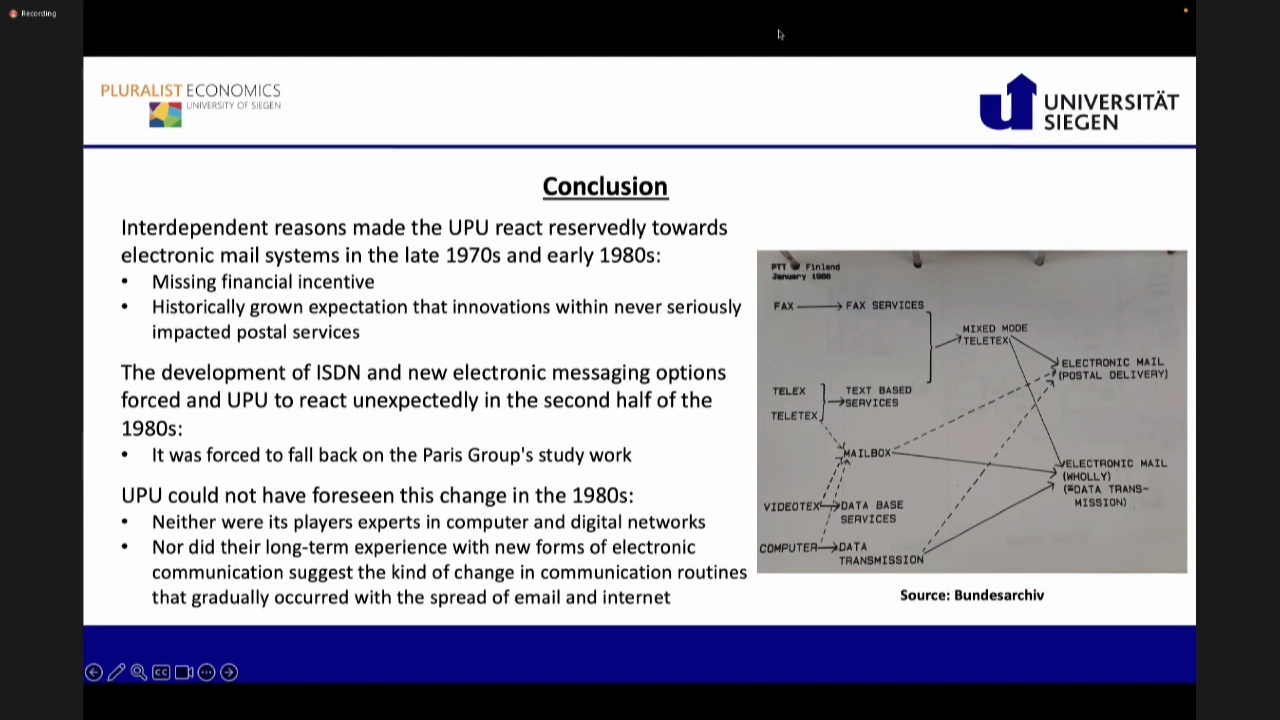 Recording
PLURALIST ECONOMICS
UNIVERSITY OF SIEGEN
UNIVERSITÄT
SIEGEN
Conclusion
Interdependent reasons made the UPU react reservedly towards
electronic mail systems in the late 1970s and early 1980s:
• Missing financial incentive
• Historically grown expectation that innovations within never seriously
impacted postal services
The development of ISDN and new electronic messaging options
forced and UPU to react unexpectedly in the second half of the
1980s:
• It was forced to fall back on the Paris Group's study work
UPU could not have foreseen this change in the 1980s:
• Neither were its players experts in computer and digital networks
• Nor did their long-term experience with new forms of electronic
communication suggest the kind of change in communication routines
that gradually occurred with the spread of email and internet
PTT Finland
January
FAX FAX SERVICES
MIXED MODE
TELETEX
ELECTRONIC MAIL
(POSTAL DELIVERY)
TELEX TEXT BASED
SERVICES
TELETEX
MAILBOX
ELECTRONIC MAIL
(WHOLLY)
(≈DATA TRANS-
MISSION)
VIDEOTEX DATA BASE
SERVICES
COMPUTER DATA
TRANSMISSION
Source: Bundesarchiv
CC